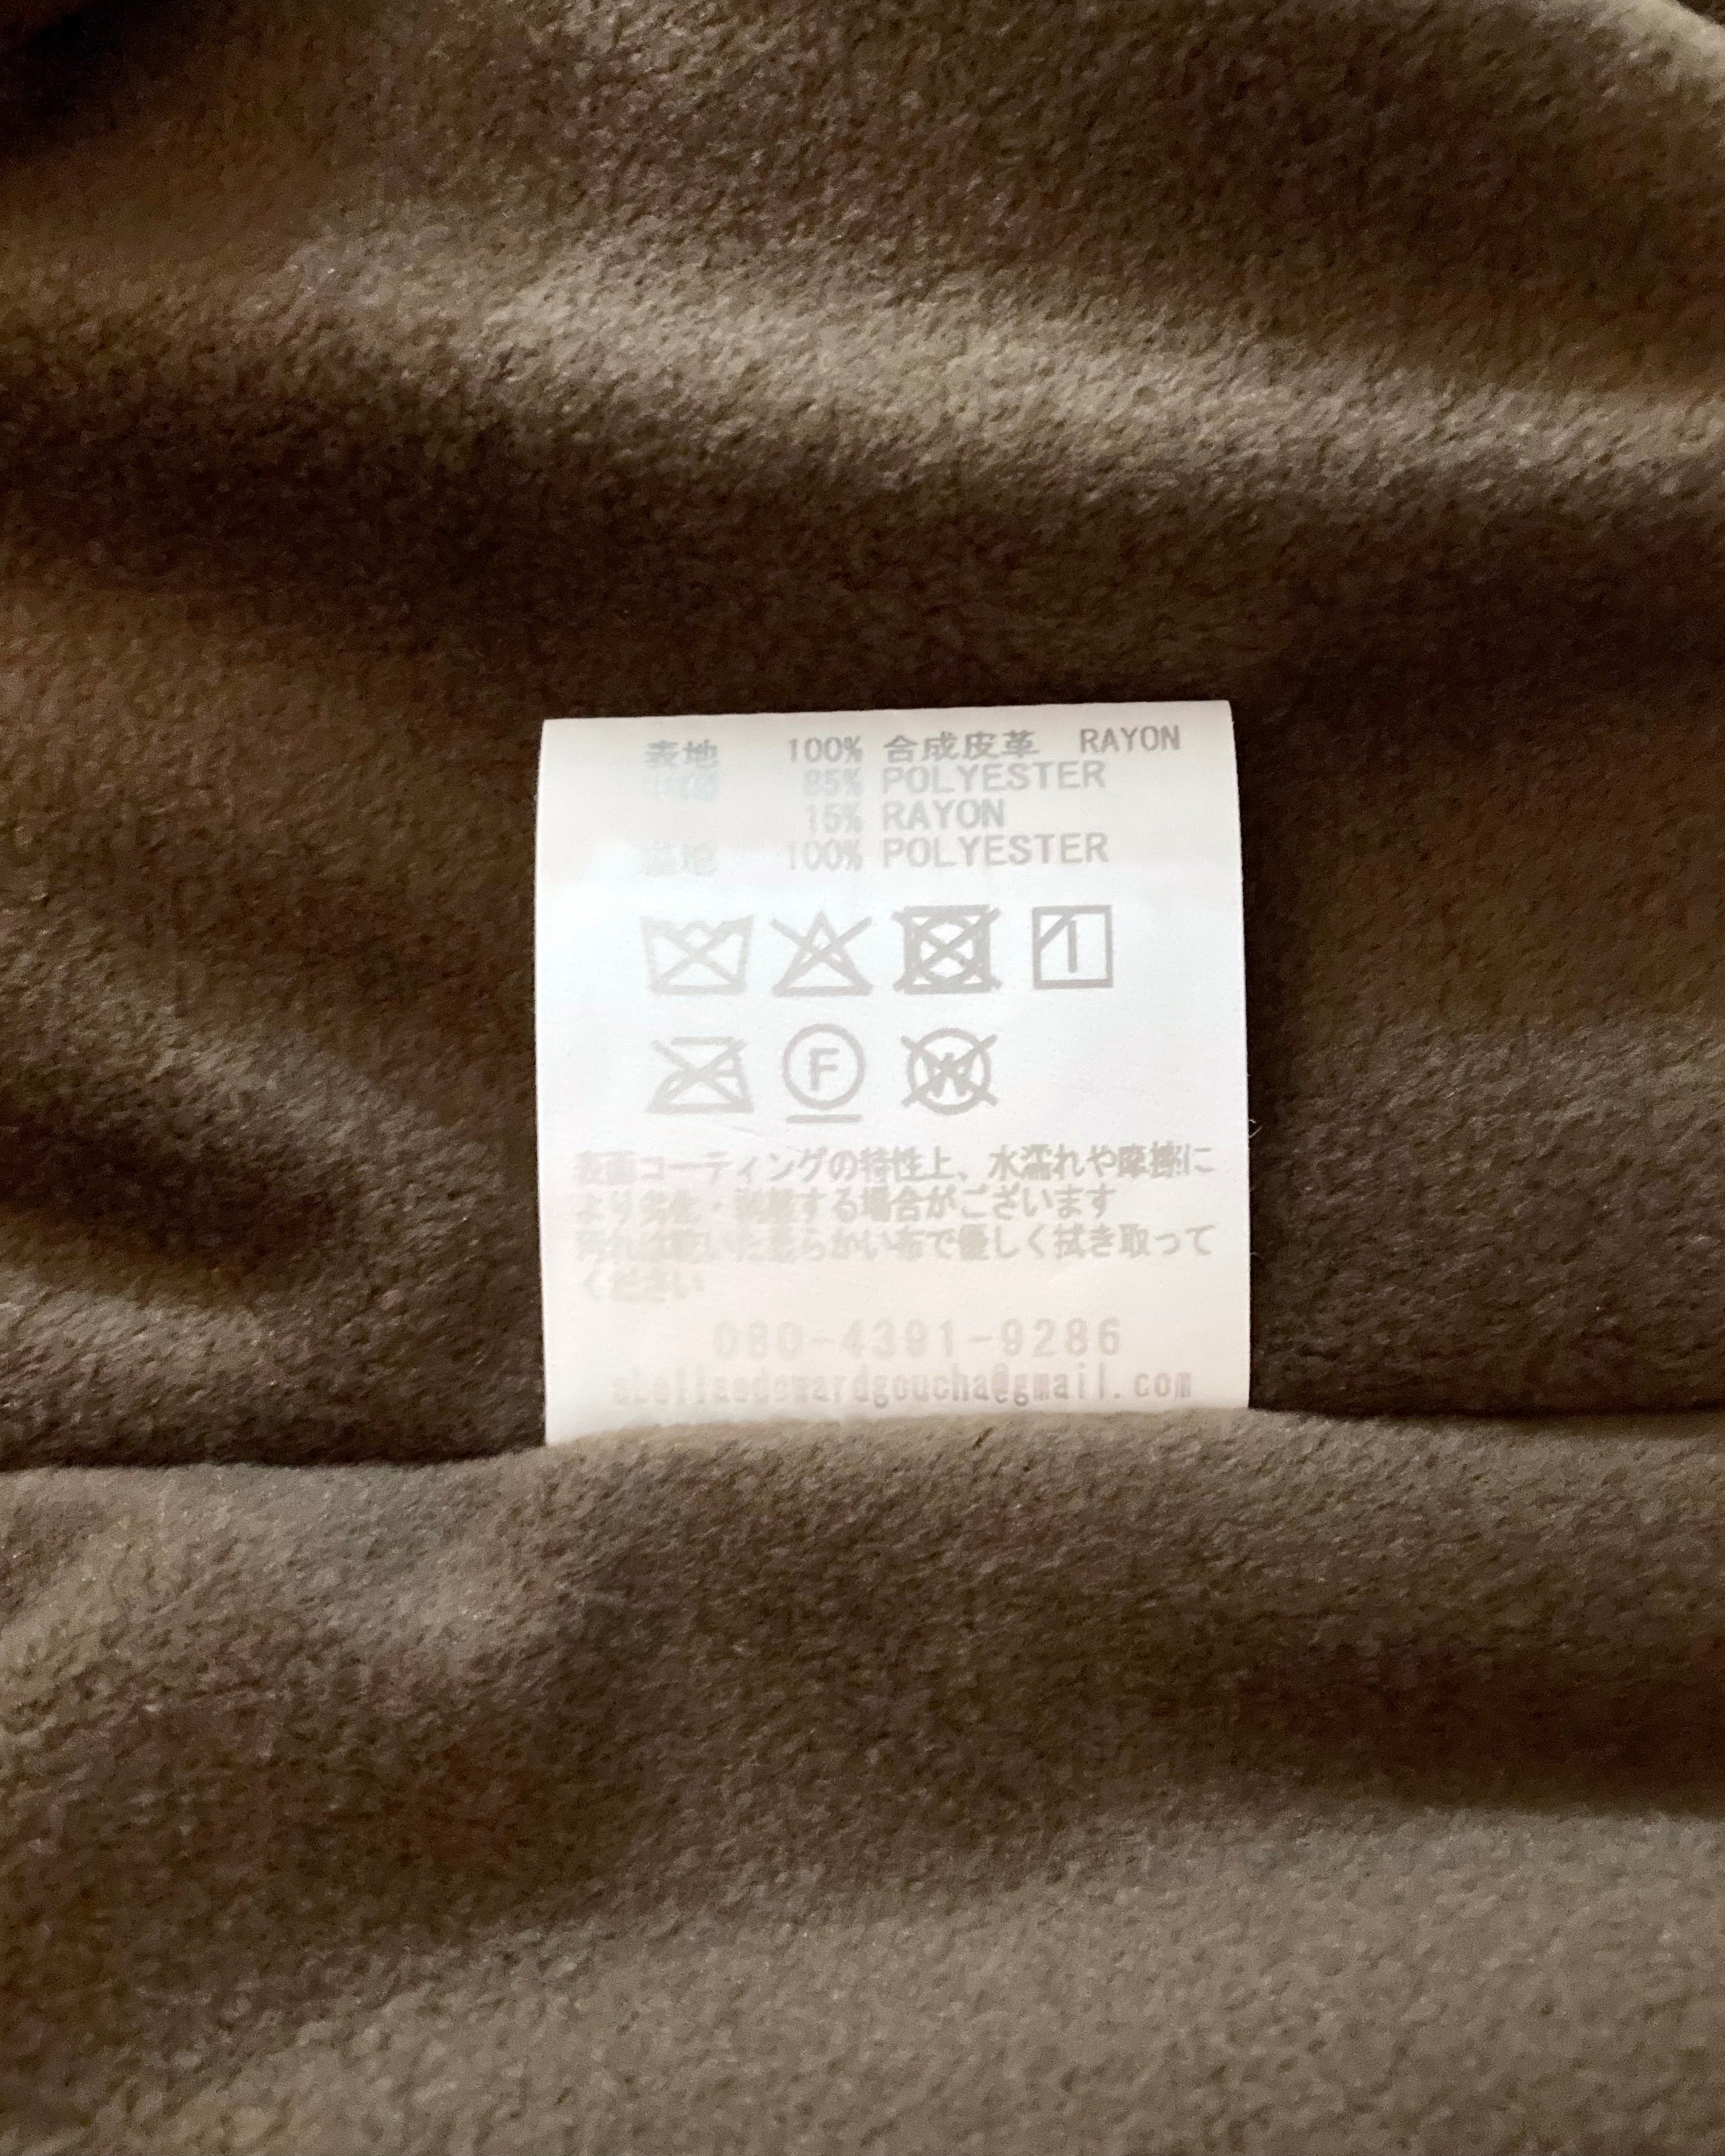 表地 100% 合成皮革 RAYON
85% POLYESTER
15% RAYON
100% POLYESTER
F
W
表面コーティングの特性上、水濡れや摩擦に
より劣化・剥離する場合がございます
汚れは乾いた柔らかい布で優しく拭き取って
ください
080-4391-9286